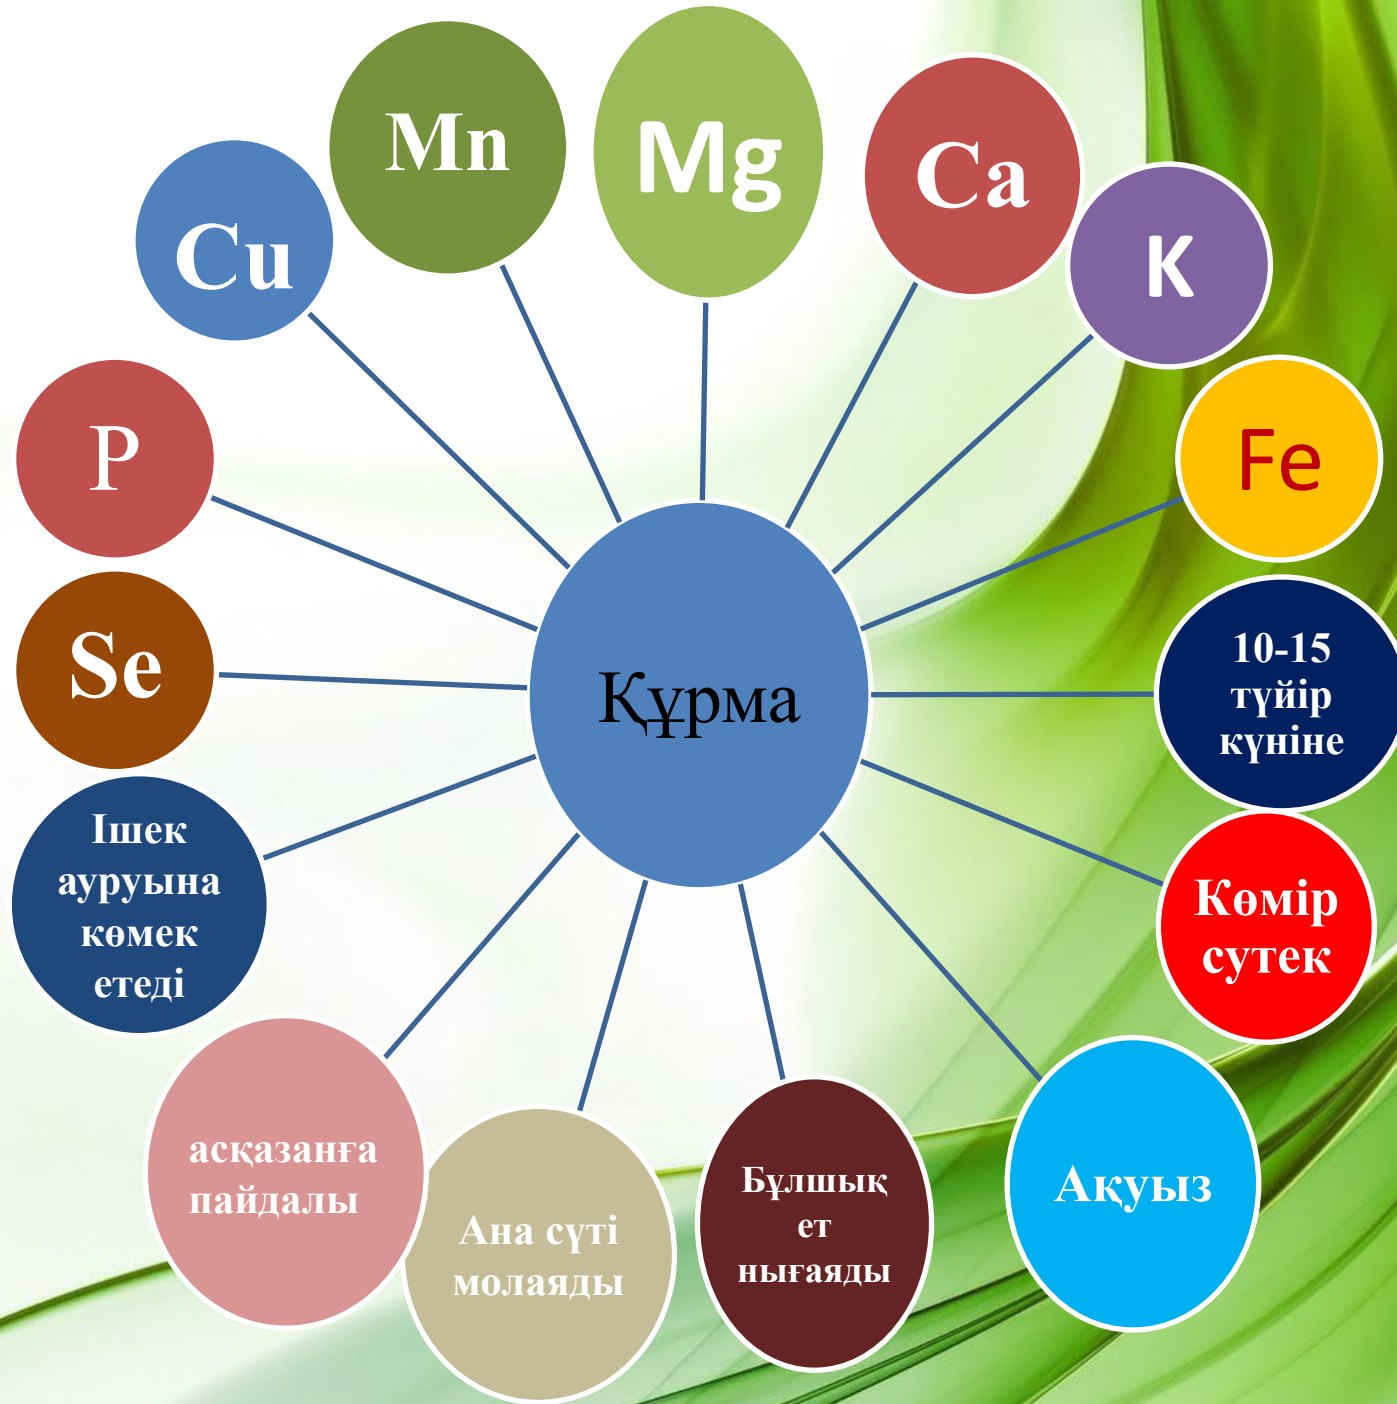 Mn
Mg
Ca
Cu
K
P
Fe
Se
Құрма
10-15
түйір
күніне
Ішек
ауруына
көмек
етеді
Көмір
сутек
асқазанға
пайдалы
Ана сүті
молаяды
Бұлшық
ет
нығаяды
Ақуыз